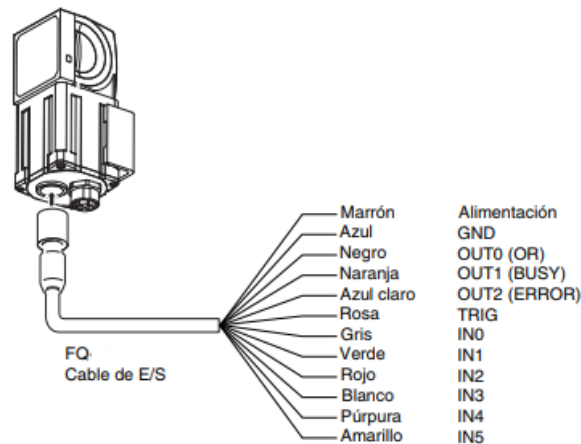 Marrón Alimentación
Azul GND
Negro OUT0 (OR)
Naranja OUT1 (BUSY)
Azul claro OUT2 (ERROR)
Rosa TRIG
Gris IN0
Verde IN1
Rojo IN2
Blanco IN3
Púrpura IN4
Amarillo IN5
FQ-
Cable de E/S